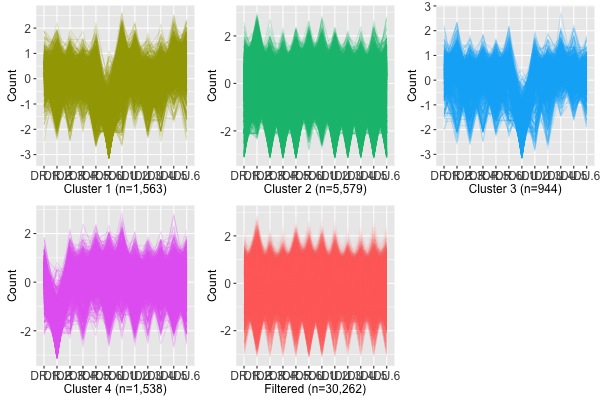 Count
2
1
0
-1
-2
-3
Cluster 1 (n=1,563)
Count
2
0
-2
Cluster 2 (n=5,579)
Count
3
2
1
0
-1
-2
-3
Cluster 3 (n=944)
Count
2
0
-2
Cluster 4 (n=1,538)
Count
2
0
-2
Filtered (n=30,262)